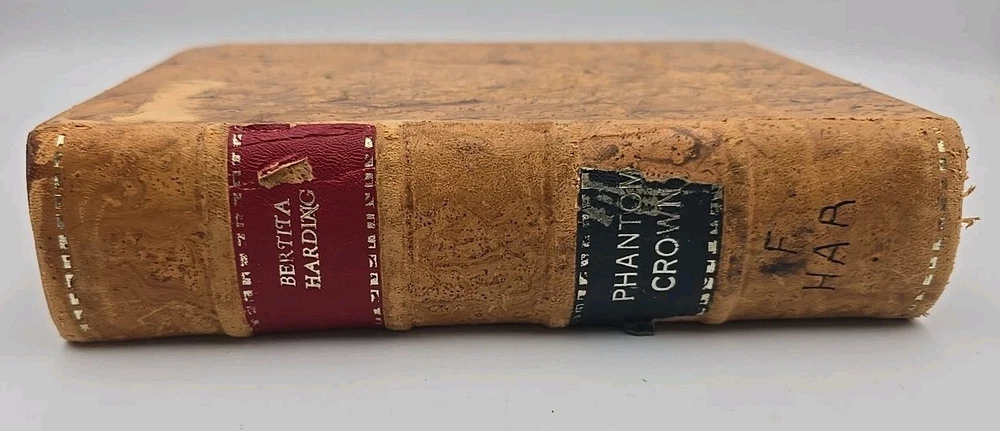 BERTITA
HARDING
PHANTOM
CROWN
F
HAR